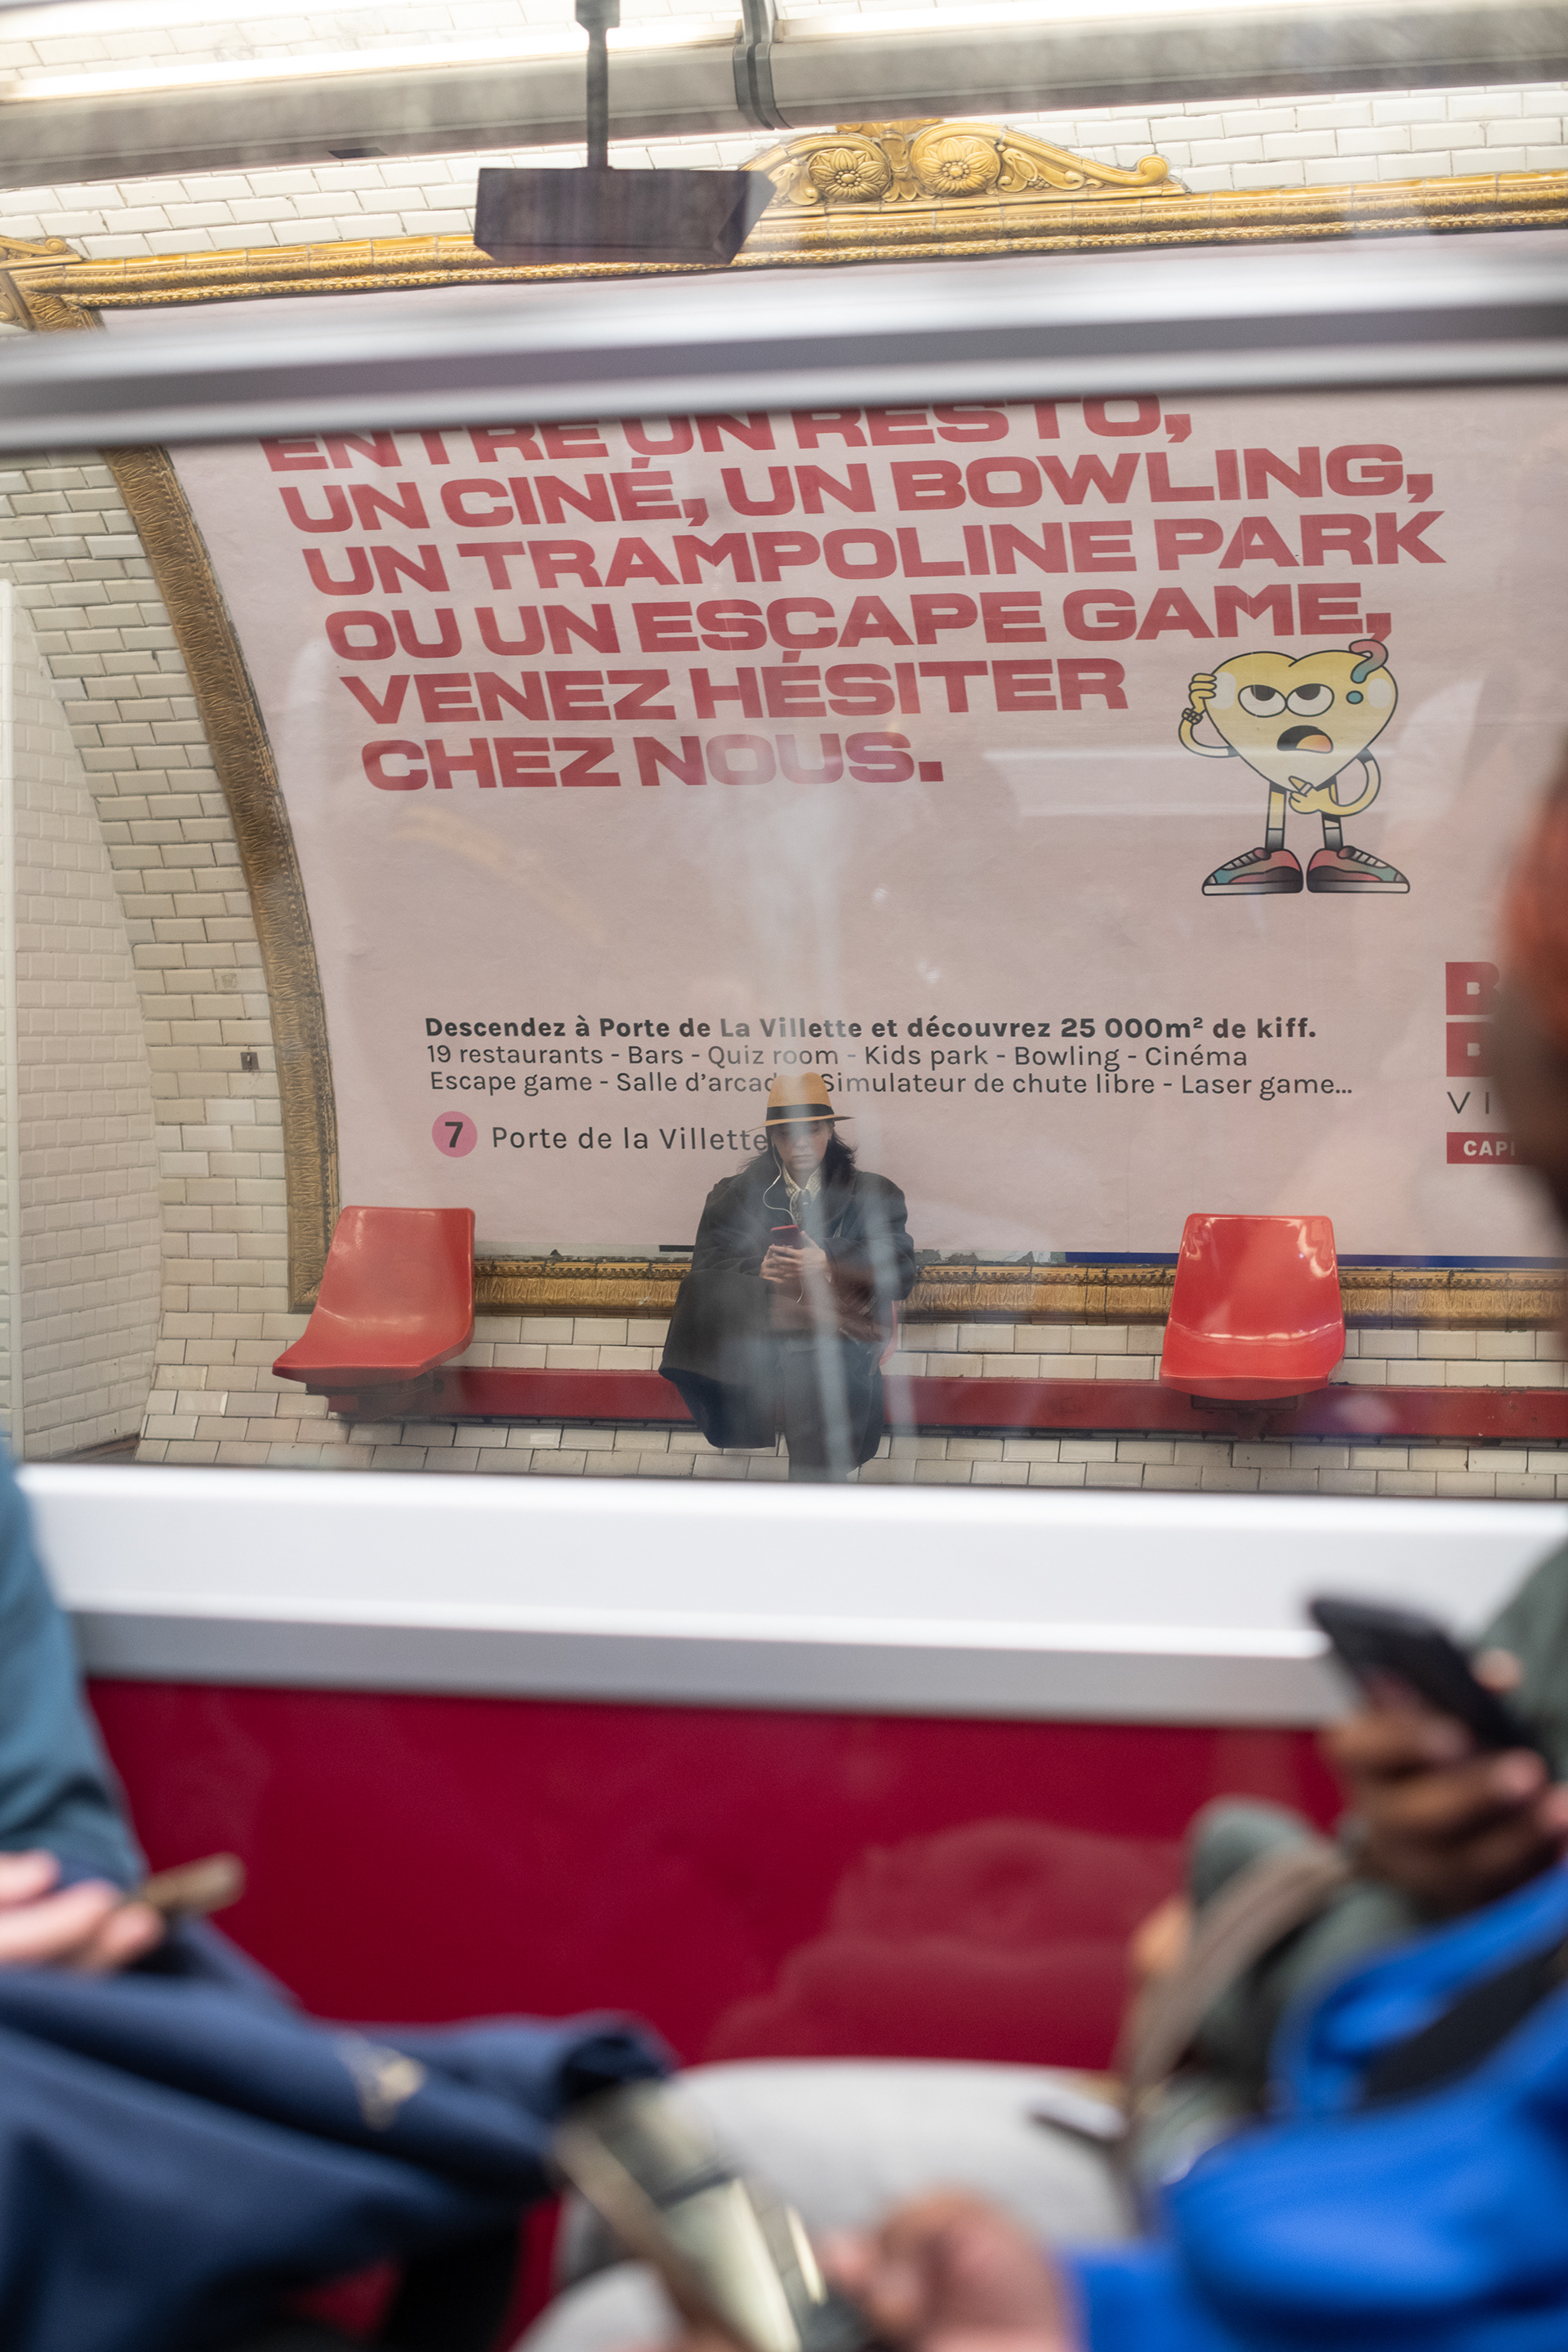 ENTRE UN RESTO,
UN CINÉ, UN BOWLING,
UN TRAMPOLINE PARK
OU UN ESCAPE GAME,
VENEZ HÉSITER
CHEZ NOUS.
?
Descendez à Porte de La Villette et découvrez 25 000m² de kiff.
19 restaurants - Bars - Quiz room - Kids park - Bowling - Cinéma
Escape game - Salle d'arcade Simulateur de chute libre - Laser game...
7 Porte de la Villette